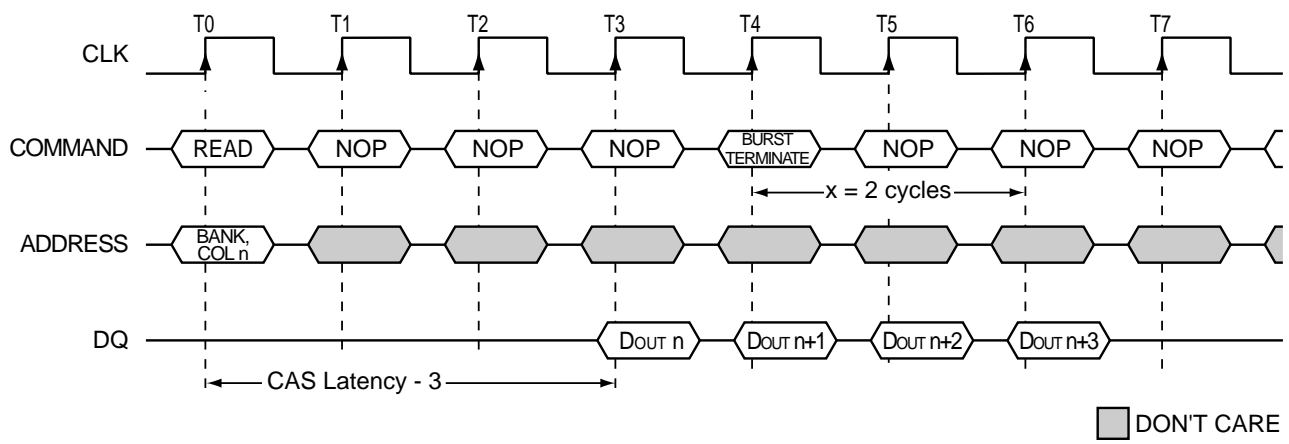 T0 T1 T2 T3 T4 T5 T6 T7
CLK
COMMAND READ NOP NOP NOP BURST TERMINATE NOP NOP NOP
x = 2 cycles
ADDRESS BANK, COL n
DQ DOUT n DOUT n+1 DOUT n+2 DOUT n+3
CAS Latency - 3
DON'T CARE